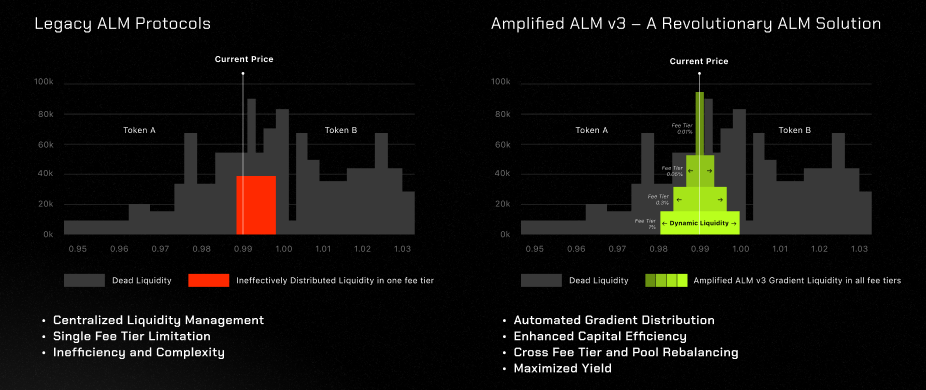 Legacy ALM Protocols
Current Price
100k
80k
60k
40k
20k
0k
Token A
Token B
0.95 0.96 0.97 0.98 0.99 1.00 1.01 1.02 1.03
Dead Liquidity
Ineffectively Distributed Liquidity in one fee tier
• Centralized Liquidity Management
• Single Fee Tier Limitation
• Inefficiency and Complexity
Amplified ALM v3 – A Revolutionary ALM Solution
Current Price
100k
80k
60k
40k
20k
0k
Token A
Token B
Fee Tier
0.01%
Fee Tier
0.05%
Fee Tier
0.3%
Fee Tier
1%
← →
← →
← Dynamic Liquidity →
0.95 0.96 0.97 0.98 0.99 1.00 1.01 1.02 1.03
Dead Liquidity
Amplified ALM v3 Gradient Liquidity in all fee tiers
• Automated Gradient Distribution
• Enhanced Capital Efficiency
• Cross Fee Tier and Pool Rebalancing
• Maximized Yield